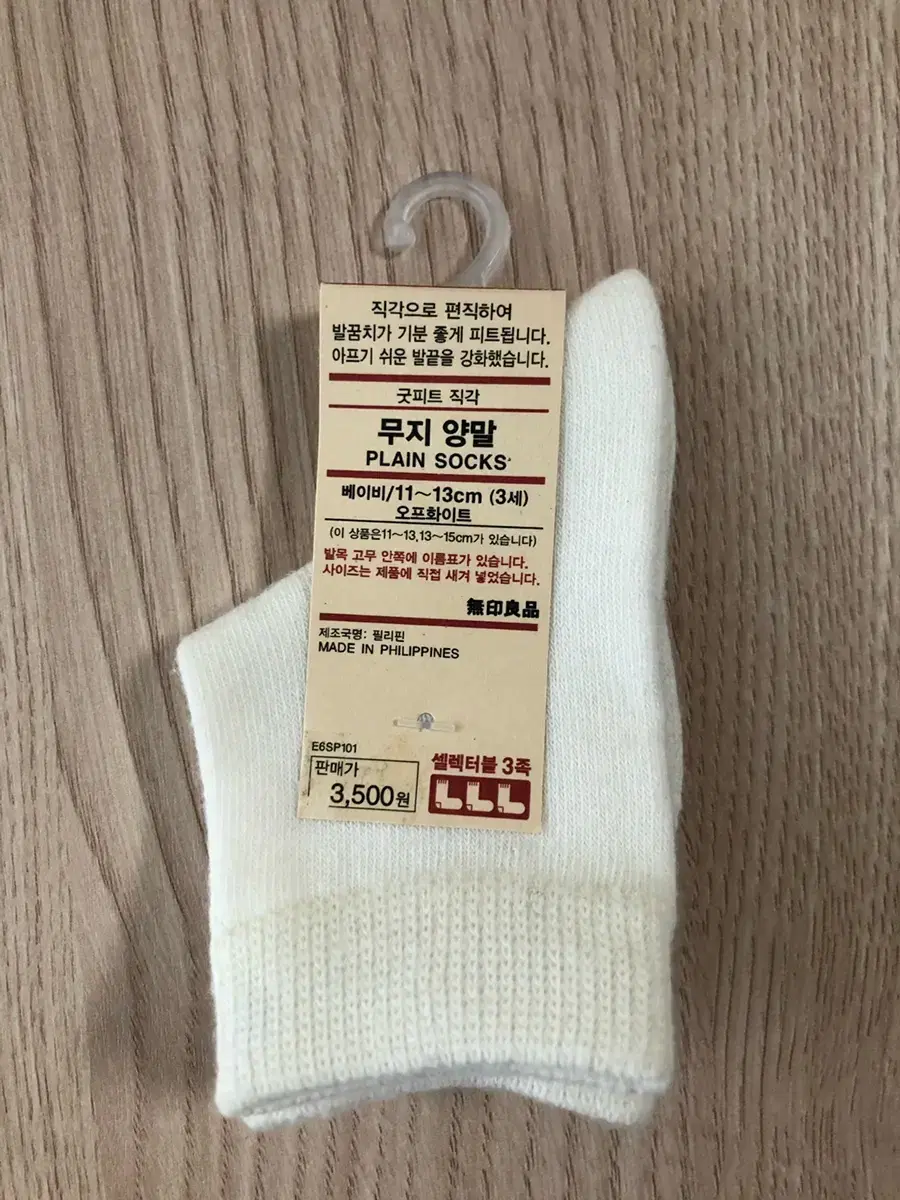 직각으로 편직하여
발꿈치가 기분 좋게 피트됩니다.
아프기 쉬운 발끝을 강화했습니다.
굿피트 직각
무지 양말
PLAIN SOCKS
베이비/11~13cm (3세)
오프화이트
(이 상품은11~13,13~15cm가 있습니다)
발목 고무 안쪽에 이름표가 있습니다.
사이즈는 제품에 직접 새겨 넣었습니다.
無印良品
제조국명: 필리핀
MADE IN PHILIPPINES
E6SP101
판매가
3,500원
셀렉터블 3족